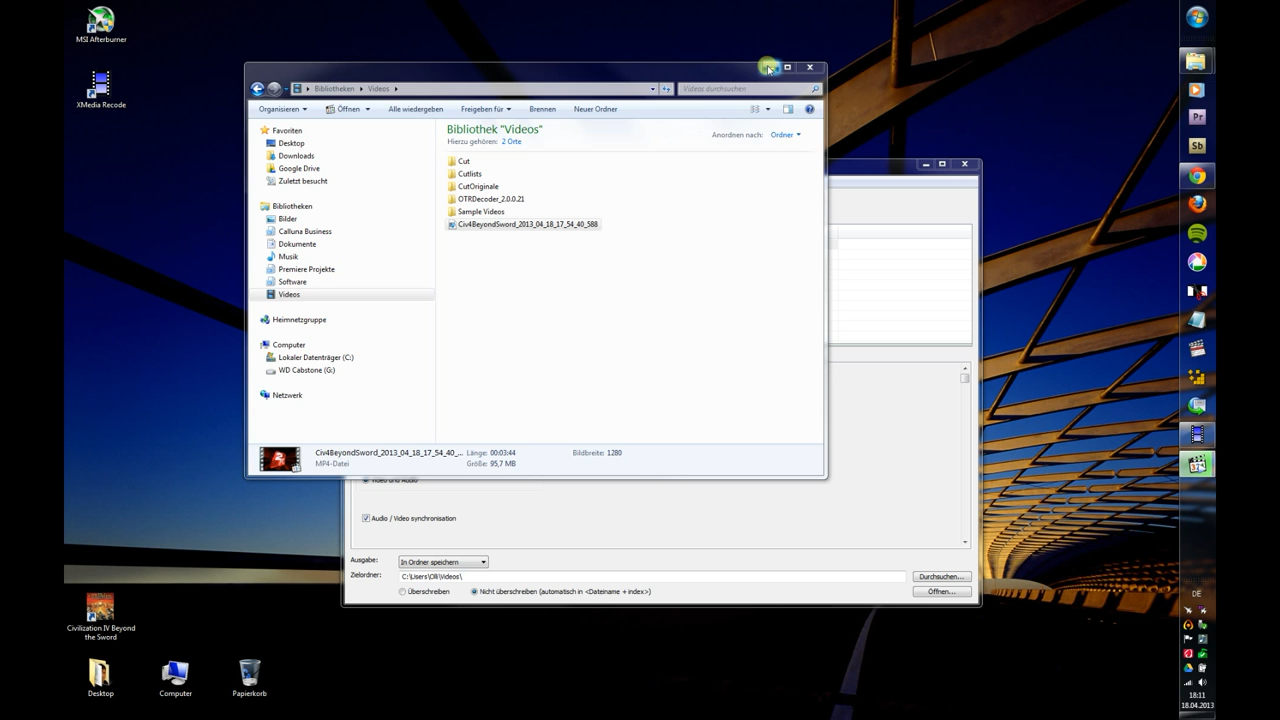 MSI Afterburner
XMedia Recode
Bibliotheken
Videos
Videos durchsuchen
Organisieren
Öffnen
Alle wiedergeben
Freigeben für
Brennen
Neuer Ordner
Favoriten
Desktop
Downloads
Google Drive
Zuletzt besucht
Bibliotheken
Bilder
Calluna Business
Dokumente
Musik
Premiere Projekte
Software
Videos
Heimnetzgruppe
Computer
Lokaler Datenträger (C:)
WD Cabstone (G:)
Netzwerk
Bibliothek "Videos"
Hierzu gehören: 2 Orte
Anordnen nach: Ordner
Cut
Cutlists
CutOriginale
OTRDecoder_2.0.0.21
Sample Videos
Civ4BeyondSword_2013_04_18_17_54_40_588
Civ4BeyondSword_2013_04_18_17_54_40_...
MP4-Datei
Länge: 00:03:44
Größe: 95,7 MB
Bildbreite: 1280
Video und Audio
Audio / Video synchronisation
Ausgabe:
In Ordner speichern
Zielordner:
C:\Users\Olli\Videos\
Durchsuchen...
Überschreiben
Nicht überschreiben (automatisch in <Dateiname +index>)
Öffnen...
Civilization IV Beyond
the Sword
Desktop
Computer
Papierkorb
Pr
Sb
DE
18:11
18.04.2013